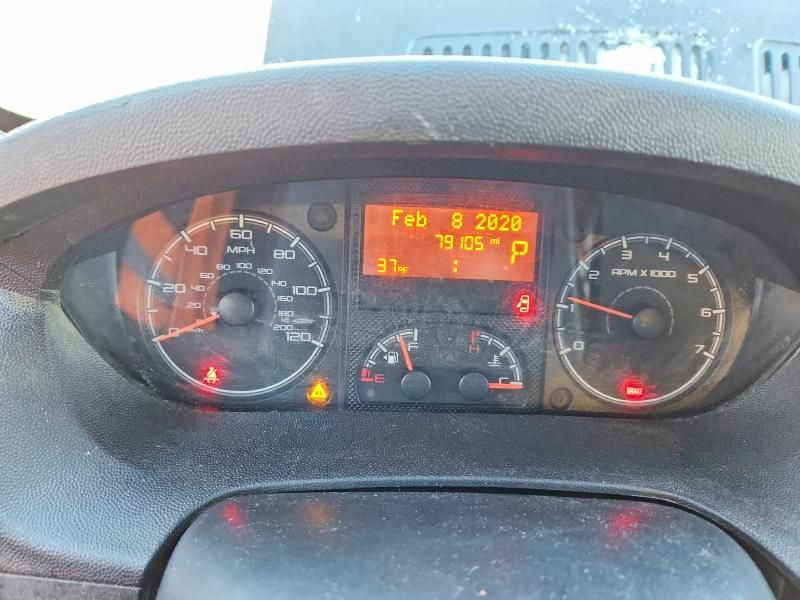 Feb 8 2020
79105 mi
P
37°F :
0 20 40 60 80 100 120
MPH
20 60 80 100 120 140 160 180 200
km/h
E F
H C
0 1 2 3 4 5 6 7
RPM X 1000
BRAKE